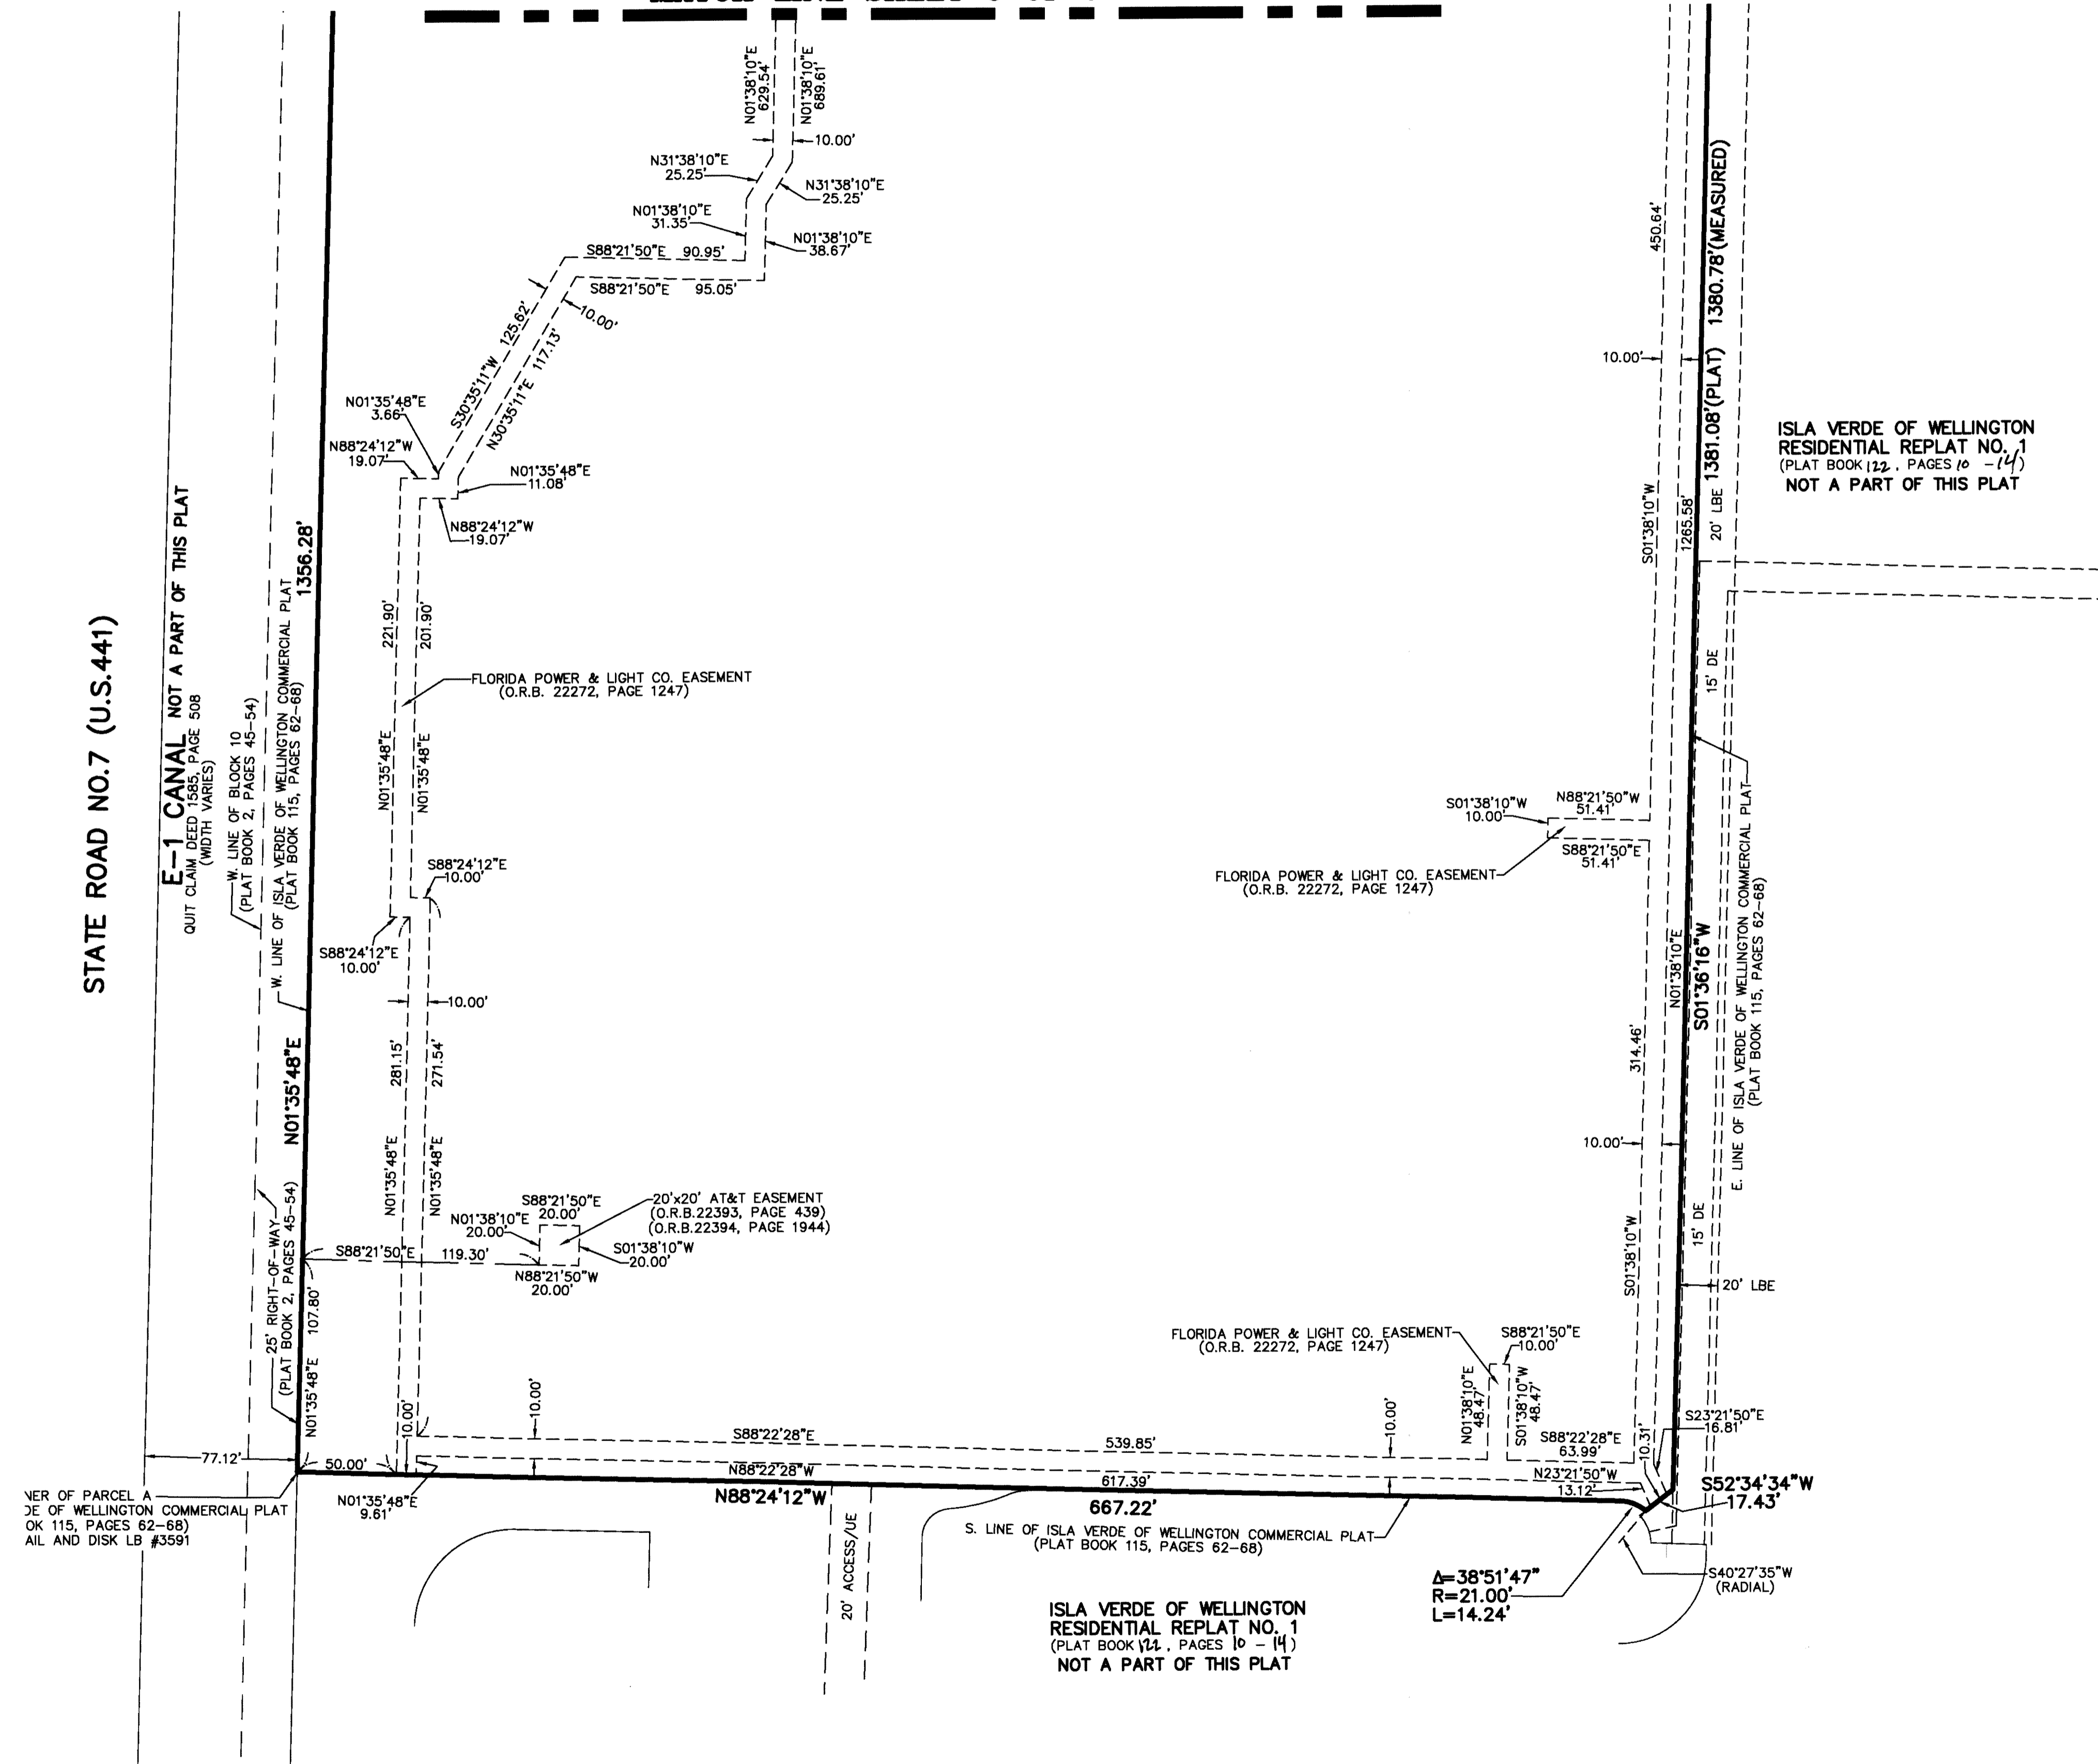 N01°38'10"E
629.54'
N01°38'10"E
689.61'
10.00'
N31°38'10"E
25.25'
N31°38'10"E
25.25'
N01°38'10"E
31.35'
N01°38'10"E
38.67'
S88°21'50"E 90.95'
S88°21'50"E 95.05'
10.00'
S30°35'11"W 125.62'
N30°35'11"E 117.13'
N01°35'48"E
3.66'
N88°24'12"W
19.07'
N01°35'48"E
11.08'
N88°24'12"W
19.07'
STATE ROAD NO.7 (U.S.441)
E-1 CANAL NOT A PART OF THIS PLAT
QUIT CLAIM DEED 1585, PAGE 508
(WIDTH VARIES)
W. LINE OF BLOCK 10
(PLAT BOOK 2, PAGES 45-54)
W. LINE OF ISLA VERDE OF WELLINGTON COMMERCIAL PLAT
(PLAT BOOK 115, PAGES 62-68)
1356.28'
N01°35'48"E
25' RIGHT-OF-WAY
(PLAT BOOK 2, PAGES 45-54)
221.90'
201.90'
FLORIDA POWER & LIGHT CO. EASEMENT
(O.R.B. 22272, PAGE 1247)
N01°35'48"E
N01°35'48"E
S88°24'12"E
10.00'
S88°24'12"E
10.00'
10.00'
281.15'
271.54'
N01°35'48"E
N01°35'48"E
S88°21'50"E
20.00'
N01°38'10"E
20.00'
20'x20' AT&T EASEMENT
(O.R.B.22393, PAGE 439)
(O.R.B.22394, PAGE 1944)
S01°38'10"W
20.00'
N88°21'50"W
20.00'
S88°21'50"E 119.30'
107.80'
N01°35'48"E
77.12'
50.00'
10.00'
N01°35'48"E
9.61'
10.00'
S88°22'28"E
539.85'
N88°22'28"W
617.39'
N88°24'12"W
667.22'
S. LINE OF ISLA VERDE OF WELLINGTON COMMERCIAL PLAT
(PLAT BOOK 115, PAGES 62-68)
OF PARCEL A
OF WELLINGTON COMMERCIAL PLAT
115, PAGES 62-68)
AND DISK LB #3591
20' ACCESS/UE
ISLA VERDE OF WELLINGTON
RESIDENTIAL REPLAT NO. 1
(PLAT BOOK 122, PAGES 10 - 14)
NOT A PART OF THIS PLAT
450.64'
10.00'
S01°38'10"W
1265.58'
20' LBE
1381.08'(PLAT) 1380.78'(MEASURED)
ISLA VERDE OF WELLINGTON
RESIDENTIAL REPLAT NO. 1
(PLAT BOOK 122, PAGES 10 - 14)
NOT A PART OF THIS PLAT
15' DE
S01°38'10"W
10.00'
N88°21'50"W
51.41'
S88°21'50"E
51.41'
FLORIDA POWER & LIGHT CO. EASEMENT
(O.R.B. 22272, PAGE 1247)
N01°38'10"E
S01°36'16"W
E. LINE OF ISLA VERDE OF WELLINGTON COMMERCIAL PLAT
(PLAT BOOK 115, PAGES 62-68)
314.46'
10.00'
S01°38'10"W
15' DE
20' LBE
FLORIDA POWER & LIGHT CO. EASEMENT
(O.R.B. 22272, PAGE 1247)
S88°21'50"E
10.00'
10.00'
N01°38'10"E
48.47'
S01°38'10"W
48.47'
S88°22'28"E
63.99'
10.31'
S23°21'50"E
16.81'
N23°21'50"W
13.12'
S52°34'34"W
17.43'
Δ=38°51'47"
R=21.00'
L=14.24'
S40°27'35"W
(RADIAL)